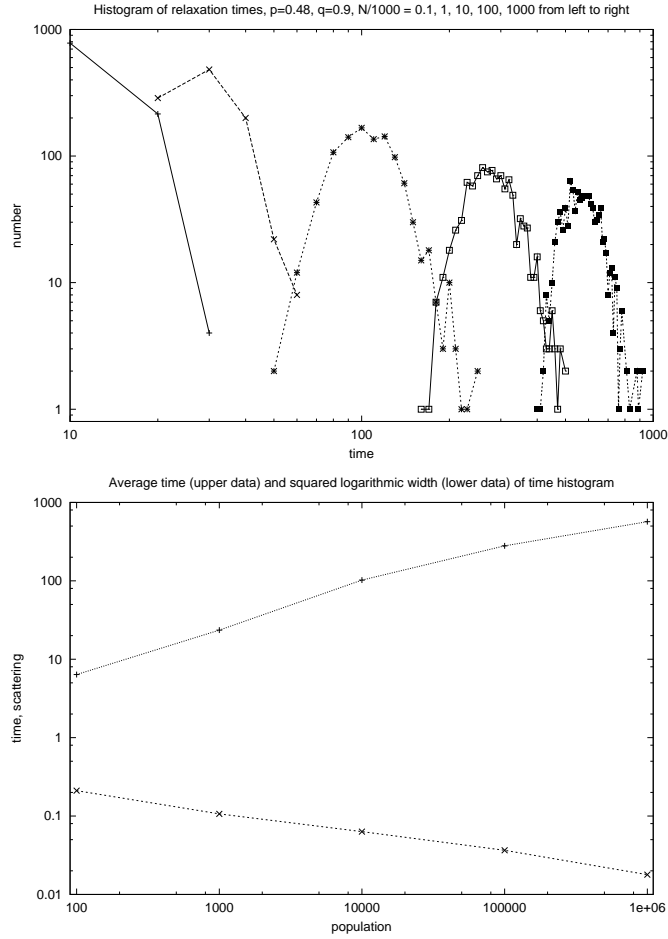 Histogram of relaxation times, p=0.48, q=0.9, N/1000 = 0.1, 1, 10, 100, 1000 from left to right
1000
100
10
1
number
10
100
1000
time
Average time (upper data) and squared logarithmic width (lower data) of time histogram
1000
100
10
1
0.1
0.01
time, scattering
100
1000
10000
100000
1e+06
population